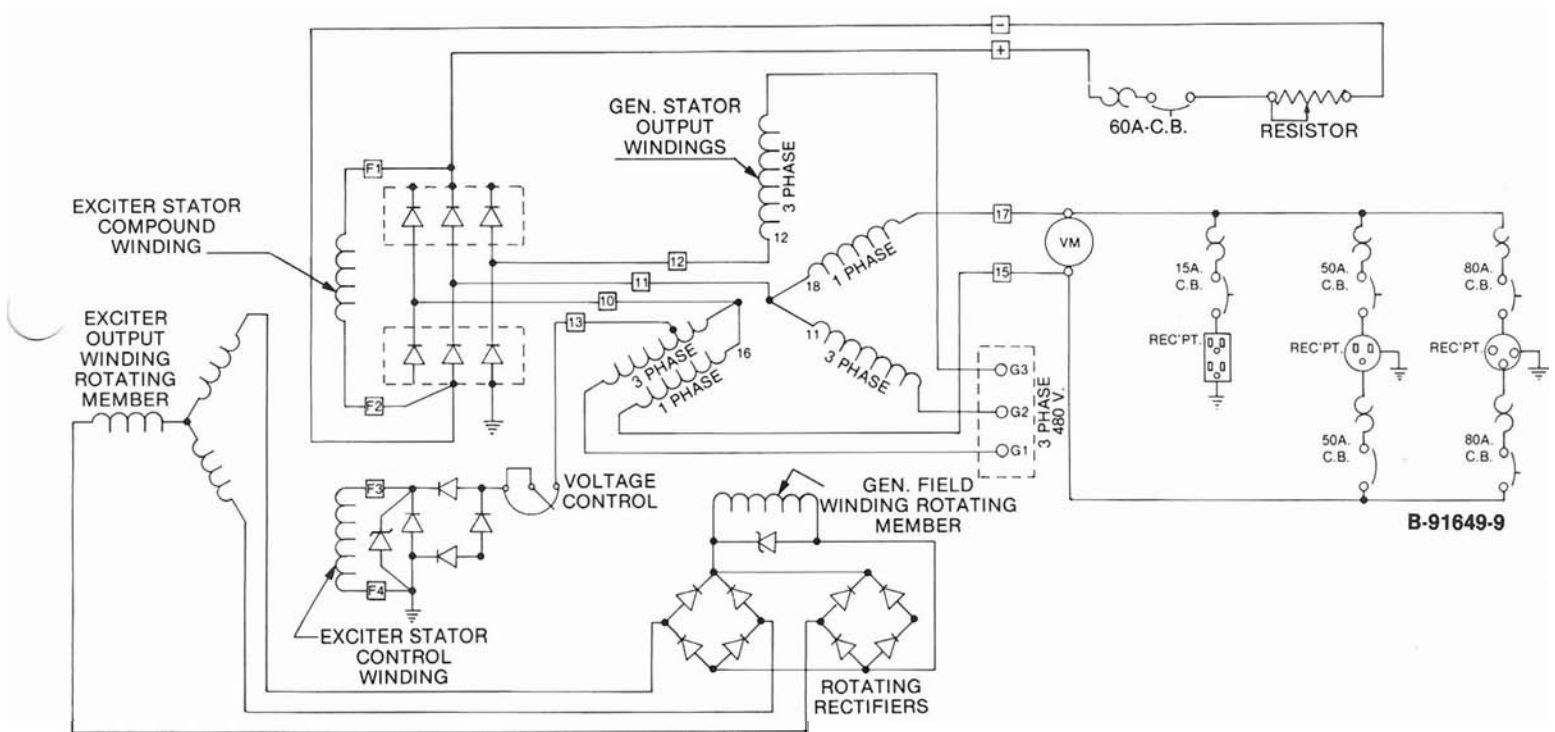 -
+
60A-C.B.
RESISTOR
GEN. STATOR
OUTPUT
WINDINGS
3 PHASE
12
F1
EXCITER STATOR
COMPOUND
WINDING
17
VM
15
1 PHASE
18
12
11
10
13
11
3 PHASE
16
3 PHASE
1 PHASE
15A.
C.B.
50A.
C.B.
80A.
C.B.
REC'PT.
REC'PT.
REC'PT.
50A.
C.B.
80A.
C.B.
EXCITER
OUTPUT
WINDING
ROTATING
MEMBER
F2
G3
G2
G1
3 PHASE
480 V.
F3
F4
VOLTAGE
CONTROL
GEN. FIELD
WINDING ROTATING
MEMBER
B-91649-9
EXCITER STATOR
CONTROL
WINDING
ROTATING
RECTIFIERS